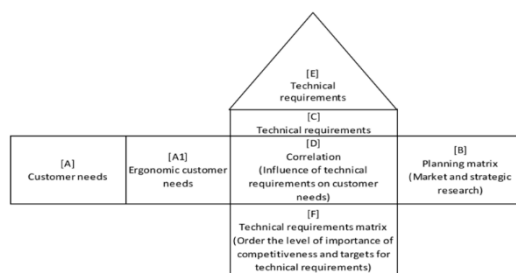 [E]
Technical
requirements
[C]
Technical requirements
[A]
Customer needs
[A1]
Ergonomic customer
needs
[D]
Correlation
(Influence of technical
requirements on customer
needs)
[B]
Planning matrix
(Market and strategic
research)
[F]
Technical requirements matrix
(Order the level of importance of
competitiveness and targets for
technical requirements)